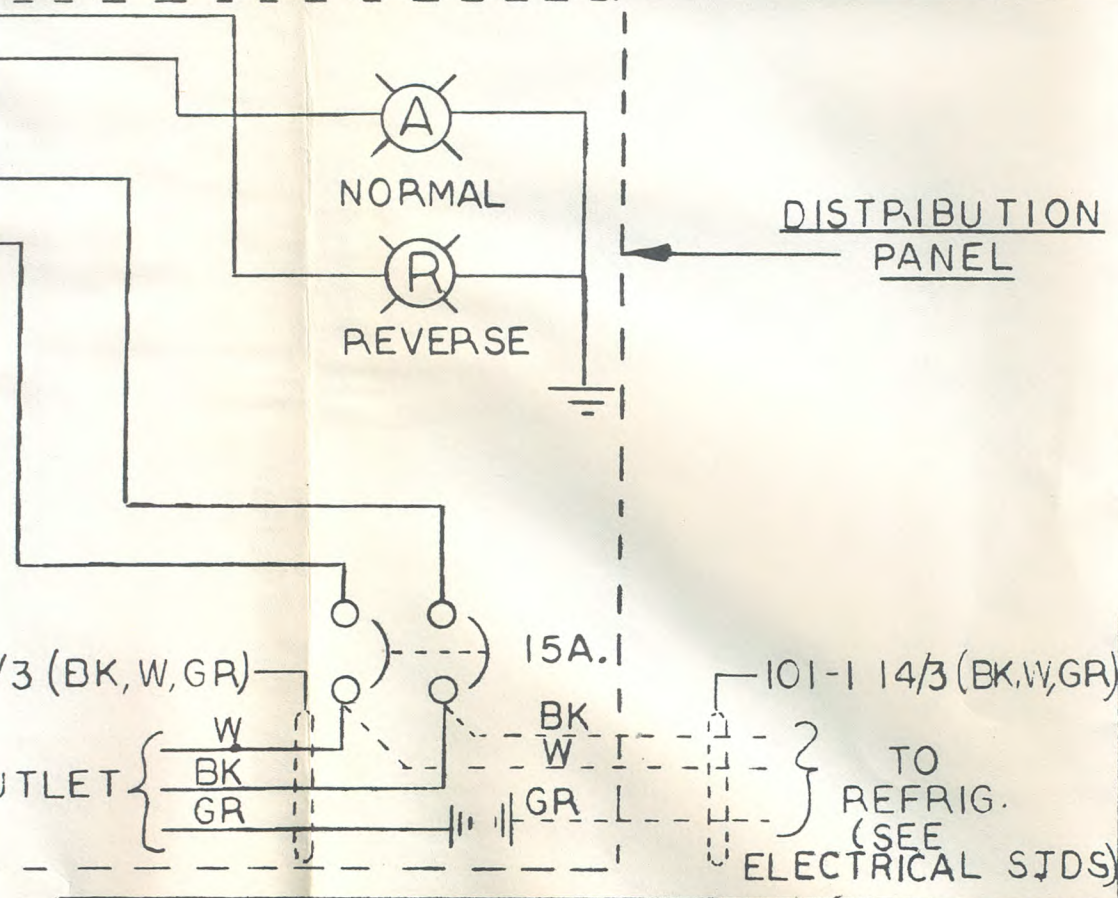 A
NORMAL
R
REVERSE
DISTRIBUTION
PANEL
15A.
/3 (BK, W, GR)
W
BK
GR
UTLET
BK
W
GR
101-1 14/3 (BK, W, GR)
TO
REFRIG.
(SEE
ELECTRICAL STDS)